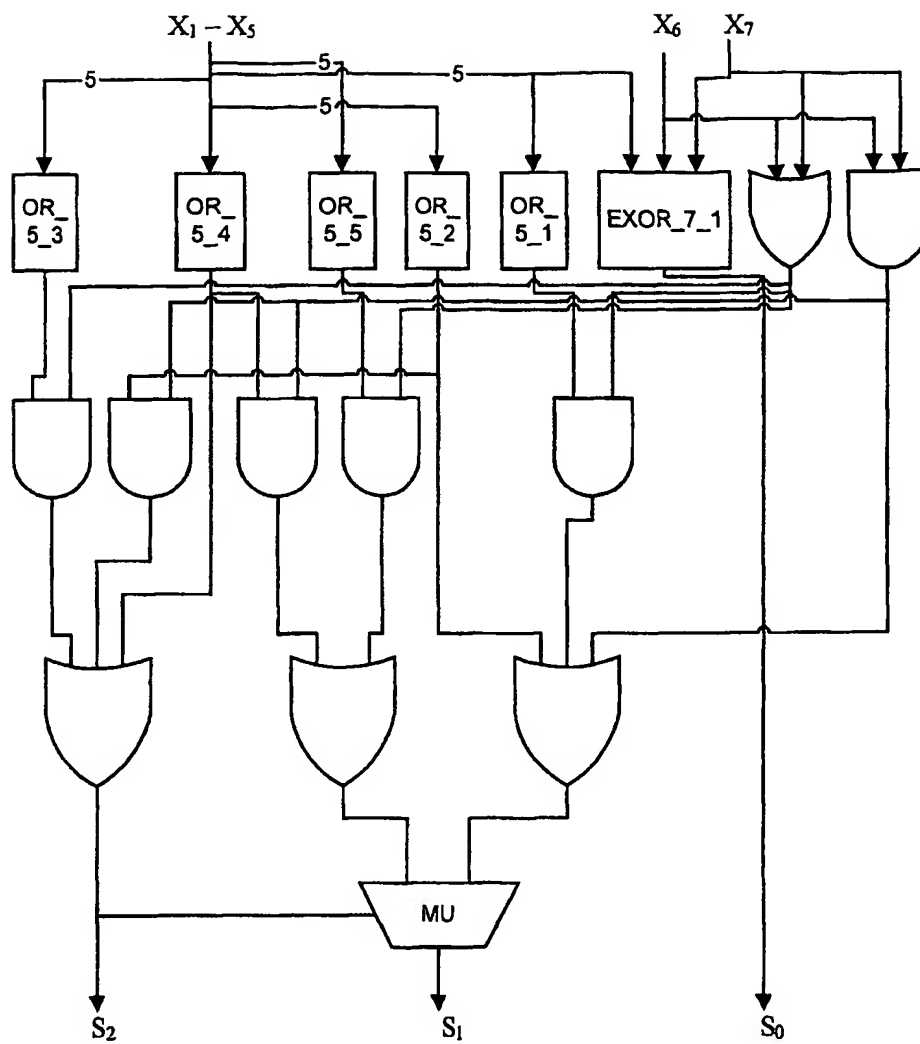 X₁ – X₅
X₆
X₇
5
5
5
5
OR_
5_3
OR_
5_4
OR_
5_5
OR_
5_2
OR_
5_1
EXOR_7_1
MU
S₂
S₁
S₀